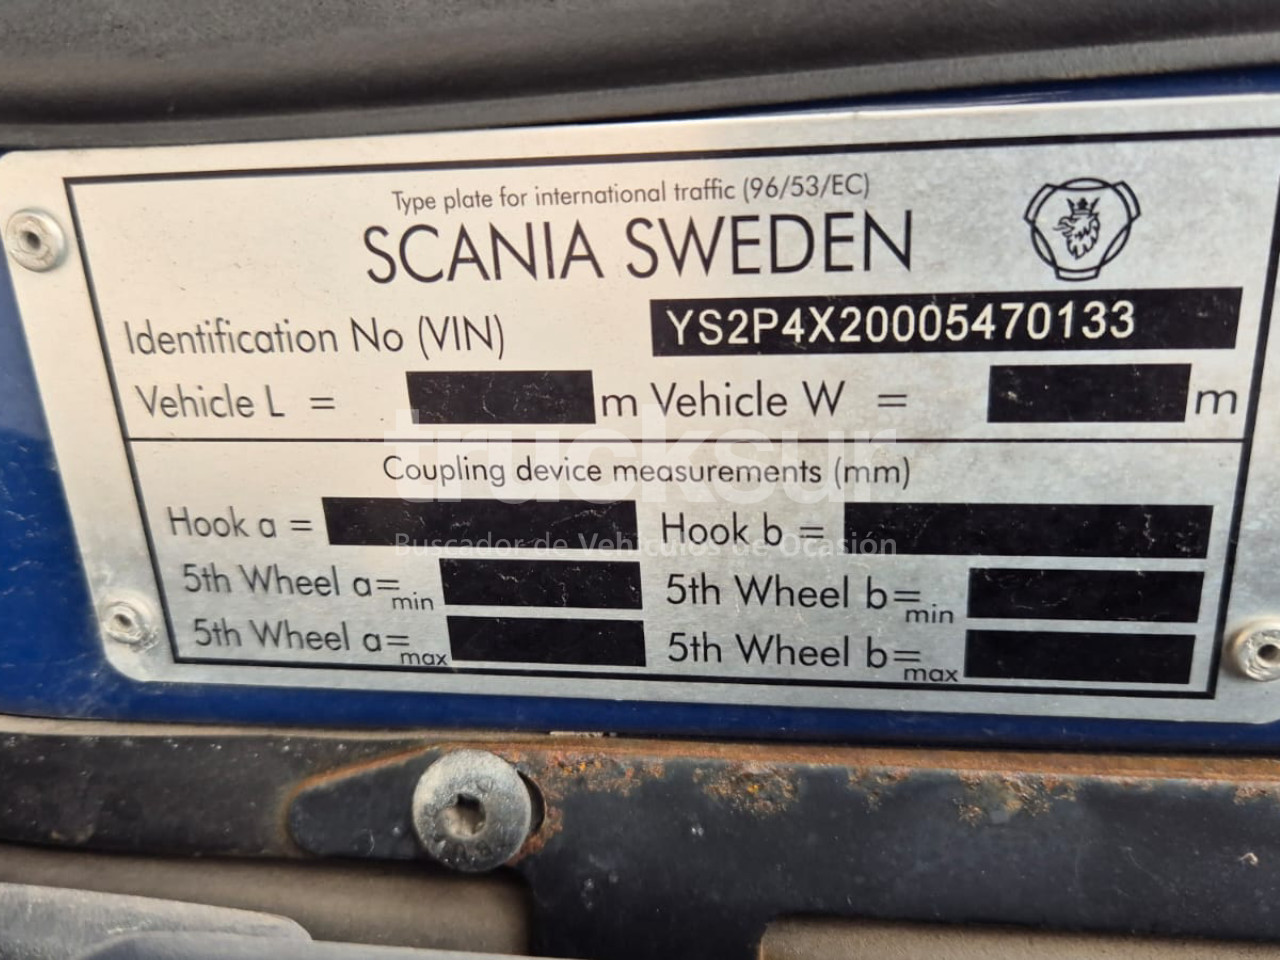 Type plate for international traffic (96/53/EC)
SCANIA SWEDEN
Identification No (VIN) YS2P4X20005470133
Vehicle L = m Vehicle W = m
trucksur
Coupling device measurements (mm)
Hook a = Hook b =
Buscador de Vehículos de Ocasión
5th Wheel a=min 5th Wheel b=min
5th Wheel a=max 5th Wheel b=max